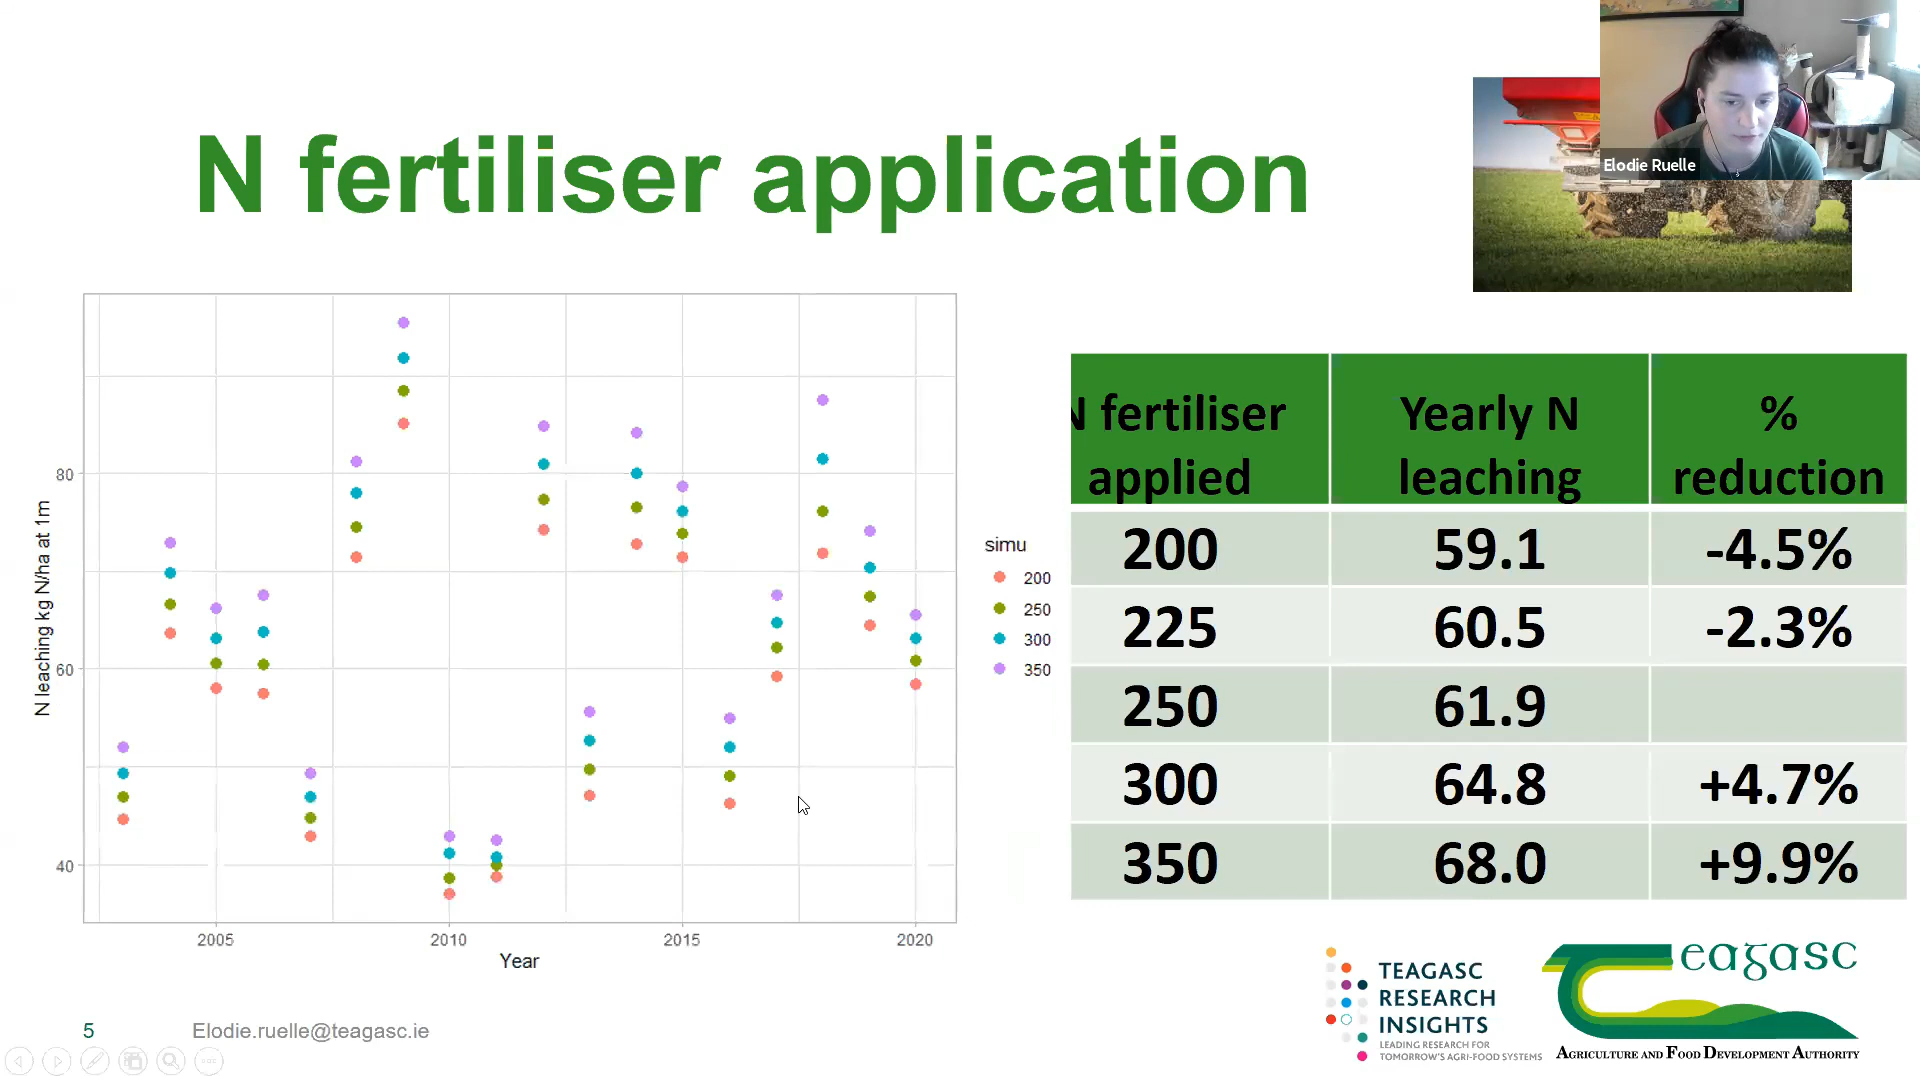 Elodie Ruelle
N fertiliser application
80
60
40
N leaching kg N/ha at 1m
2005
2010
2015
2020
Year
simu
200
250
300
350
N fertiliser applied
Yearly N leaching
% reduction
200 59.1 -4.5%
225 60.5 -2.3%
250 61.9
300 64.8 +4.7%
350 68.0 +9.9%
5
Elodie.ruelle@teagasc.ie
TEAGASC
RESEARCH
INSIGHTS
LEADING RESEARCH FOR
TOMORROW'S AGRI-FOOD SYSTEMS
Teagasc
AGRICULTURE AND FOOD DEVELOPMENT AUTHORITY